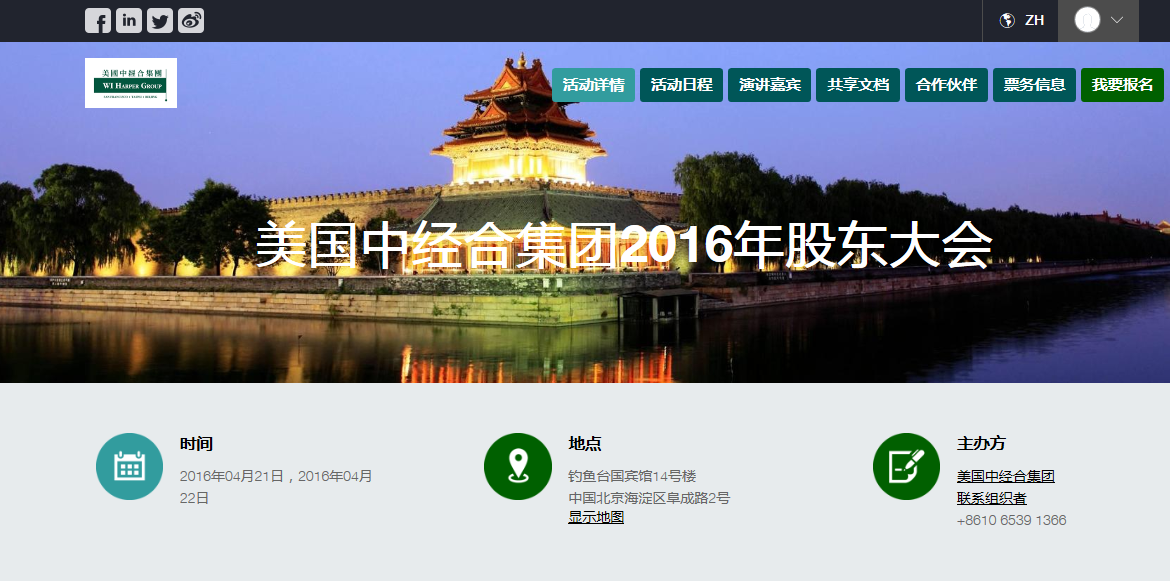 ZH
美國中經合集團
WI HARPER GROUP
活动详情
活动日程
演讲嘉宾
共享文档
合作伙伴
票务信息
我要报名
美国中经合集团2016年股东大会
时间
2016年04月21日，2016年04月
22日
地点
钓鱼台国宾馆14号楼
中国北京海淀区阜成路2号
显示地图
主办方
美国中经合集团
联系组织者
+8610 6539 1366